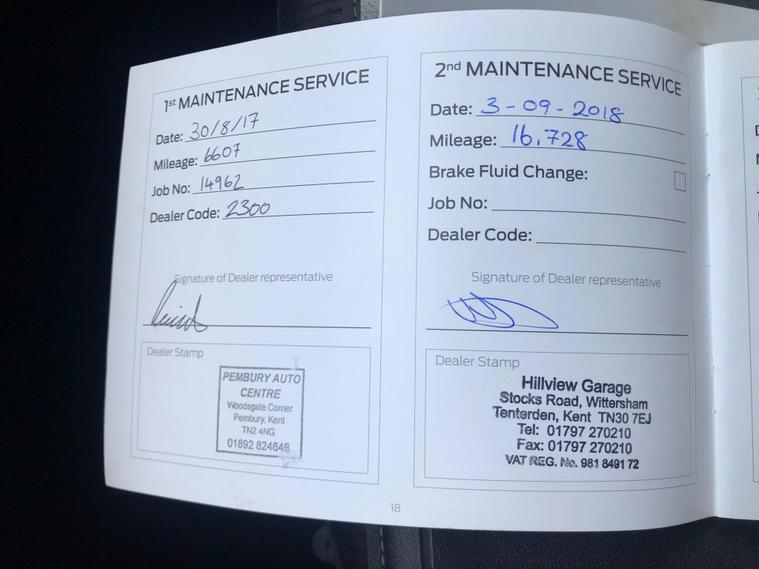 1st MAINTENANCE SERVICE
Date: 30/8/17
Mileage: 6607
Job No: 14962
Dealer Code: 2300
Signature of Dealer representative
Dealer Stamp
PEMBURY AUTO
CENTRE
Woodsgate Corner
Pembury, Kent
TN2 4NG
01892 824648
2nd MAINTENANCE SERVICE
Date: 3-09-2018
Mileage: 16,728
Brake Fluid Change:
Job No:
Dealer Code:
Signature of Dealer representative
Dealer Stamp
Hillview Garage
Stocks Road, Wittersham
Tenterden, Kent TN30 7EJ
Tel: 01797 270210
Fax: 01797 270210
VAT REG. No. 981 8491 72
18